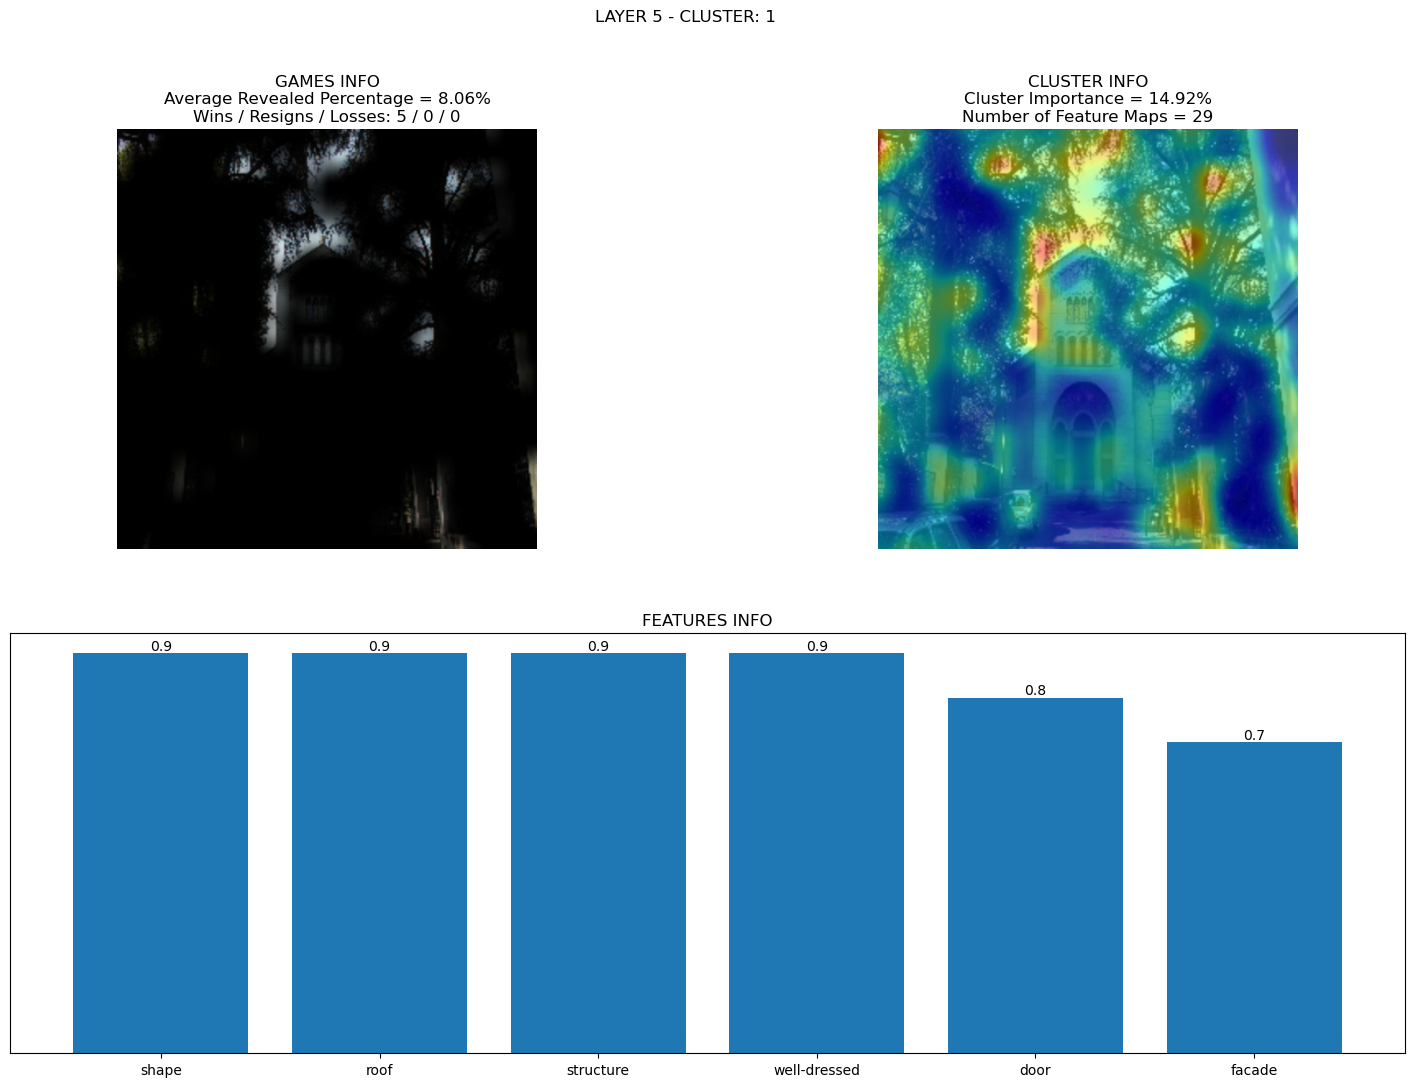 LAYER 5 - CLUSTER: 1
GAMES INFO
Average Revealed Percentage = 8.06%
Wins / Resigns / Losses: 5 / 0 / 0
CLUSTER INFO
Cluster Importance = 14.92%
Number of Feature Maps = 29
FEATURES INFO
0.9 0.9 0.9 0.9 0.8 0.7
shape roof structure well-dressed door facade